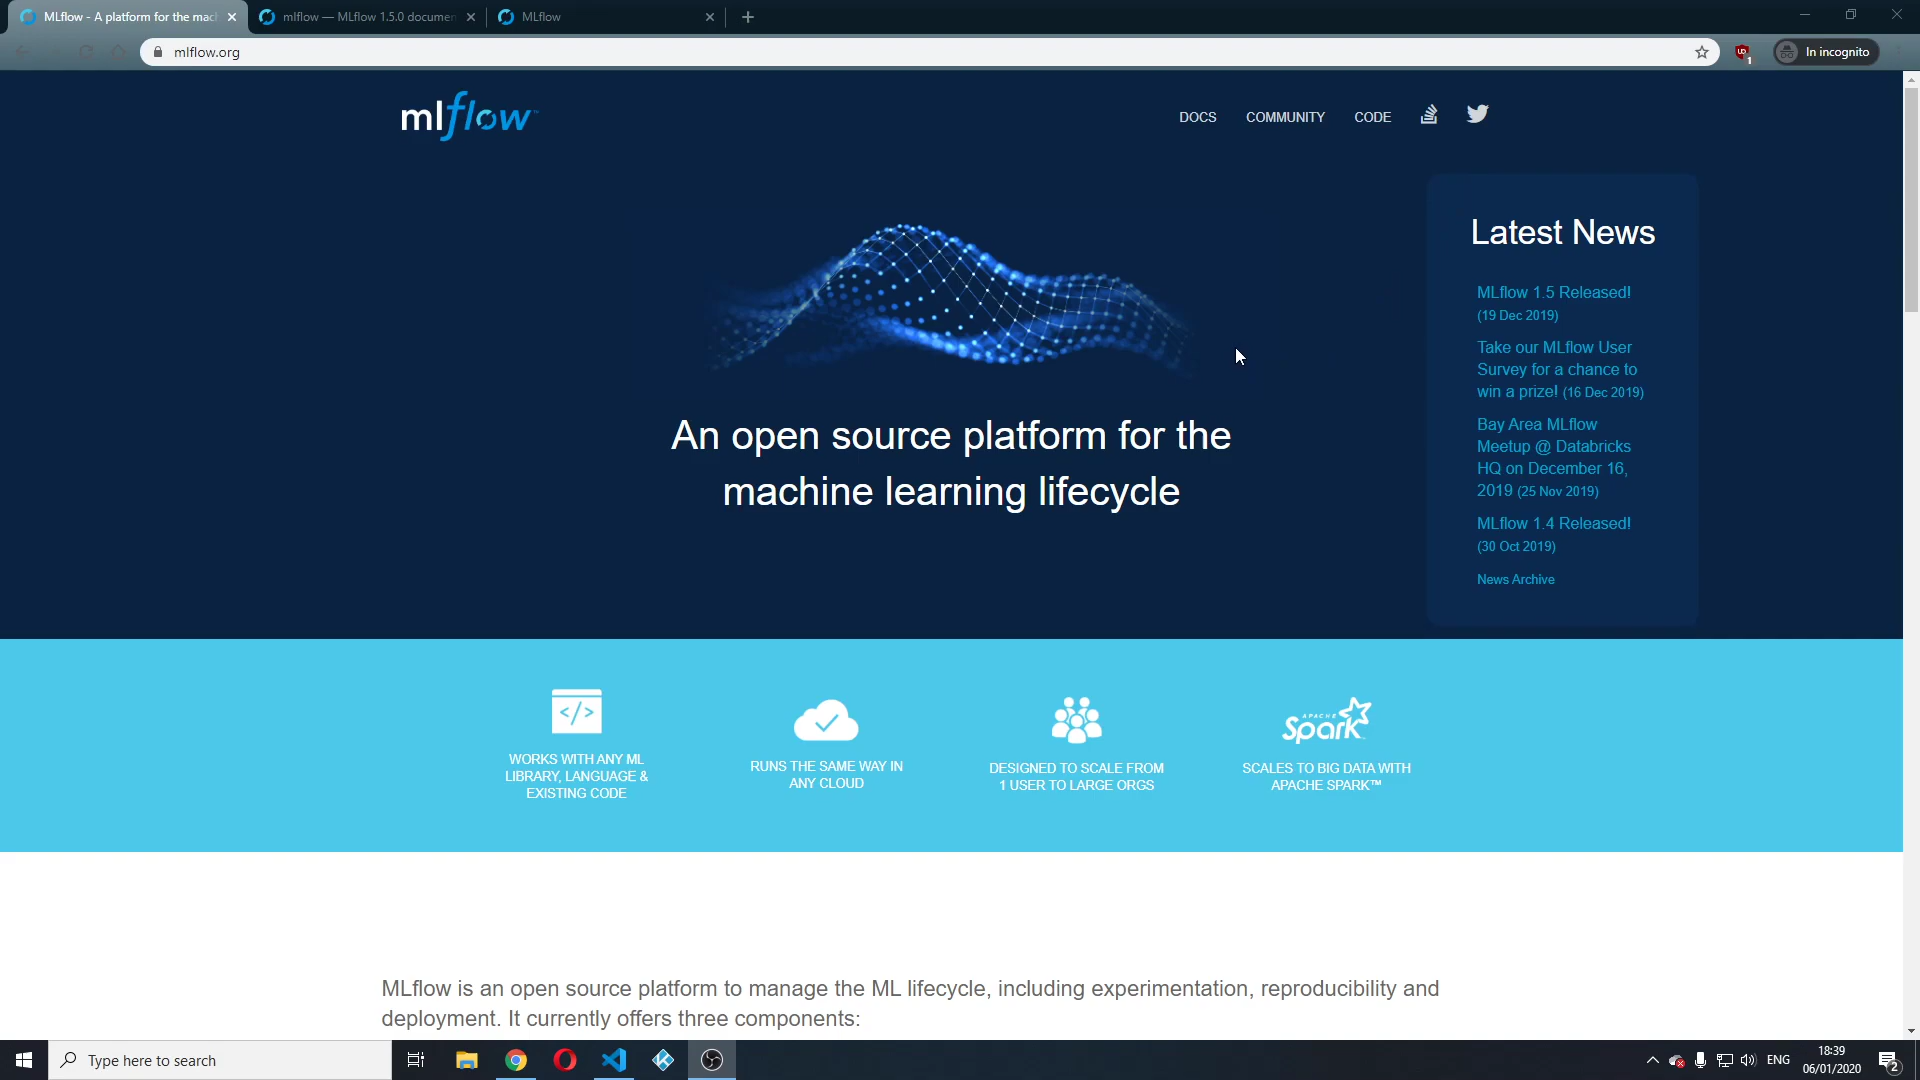 MLflow - A platform for the mac
mlflow — MLflow 1.5.0 documen
MLflow
mlflow.org
In incognito
mlflow™
DOCS
COMMUNITY
CODE
Latest News
MLflow 1.5 Released!
(19 Dec 2019)
Take our MLflow User
Survey for a chance to
win a prize! (16 Dec 2019)
Bay Area MLflow
Meetup @ Databricks
HQ on December 16,
2019 (25 Nov 2019)
MLflow 1.4 Released!
(30 Oct 2019)
News Archive
An open source platform for the
machine learning lifecycle
WORKS WITH ANY ML
LIBRARY, LANGUAGE &
EXISTING CODE
RUNS THE SAME WAY IN
ANY CLOUD
DESIGNED TO SCALE FROM
1 USER TO LARGE ORGS
APACHE
Spark
SCALES TO BIG DATA WITH
APACHE SPARK™
MLflow is an open source platform to manage the ML lifecycle, including experimentation, reproducibility and
deployment. It currently offers three components:
Type here to search
ENG
18:39
06/01/2020
2